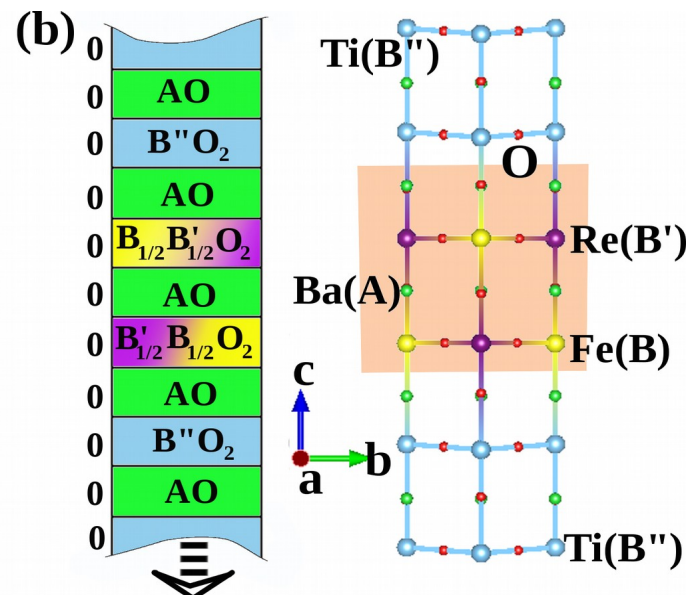 (b)
0
0 AO
0 B"O2
0 AO
0 B1/2B'1/2O2
0 AO
0 B'1/2B1/2O2
0 AO
0 B"O2
0 AO
0
Ti(B")
O
Re(B')
Ba(A)
Fe(B)
c
b
a
Ti(B")